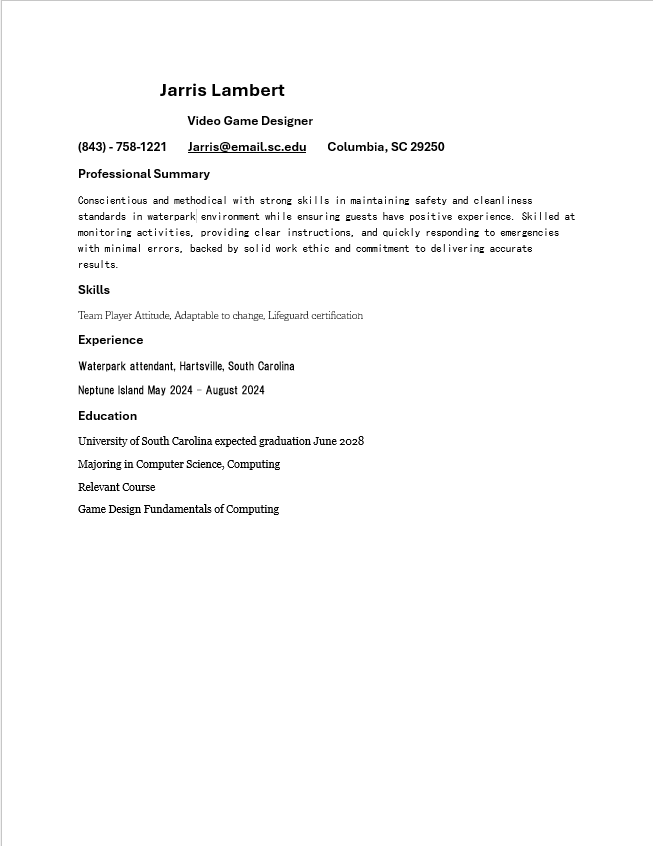 Jarris Lambert
Video Game Designer
(843) - 758-1221 Jarris@email.sc.edu Columbia, SC 29250
Professional Summary
Conscientious and methodical with strong skills in maintaining safety and cleanliness
standards in waterpark environment while ensuring guests have positive experience. Skilled at
monitoring activities, providing clear instructions, and quickly responding to emergencies
with minimal errors, backed by solid work ethic and commitment to delivering accurate
results.
Skills
Team Player Attitude, Adaptable to change, Lifeguard certification
Experience
Waterpark attendant, Hartsville, South Carolina
Neptune Island May 2024 – August 2024
Education
University of South Carolina expected graduation June 2028
Majoring in Computer Science, Computing
Relevant Course
Game Design Fundamentals of Computing